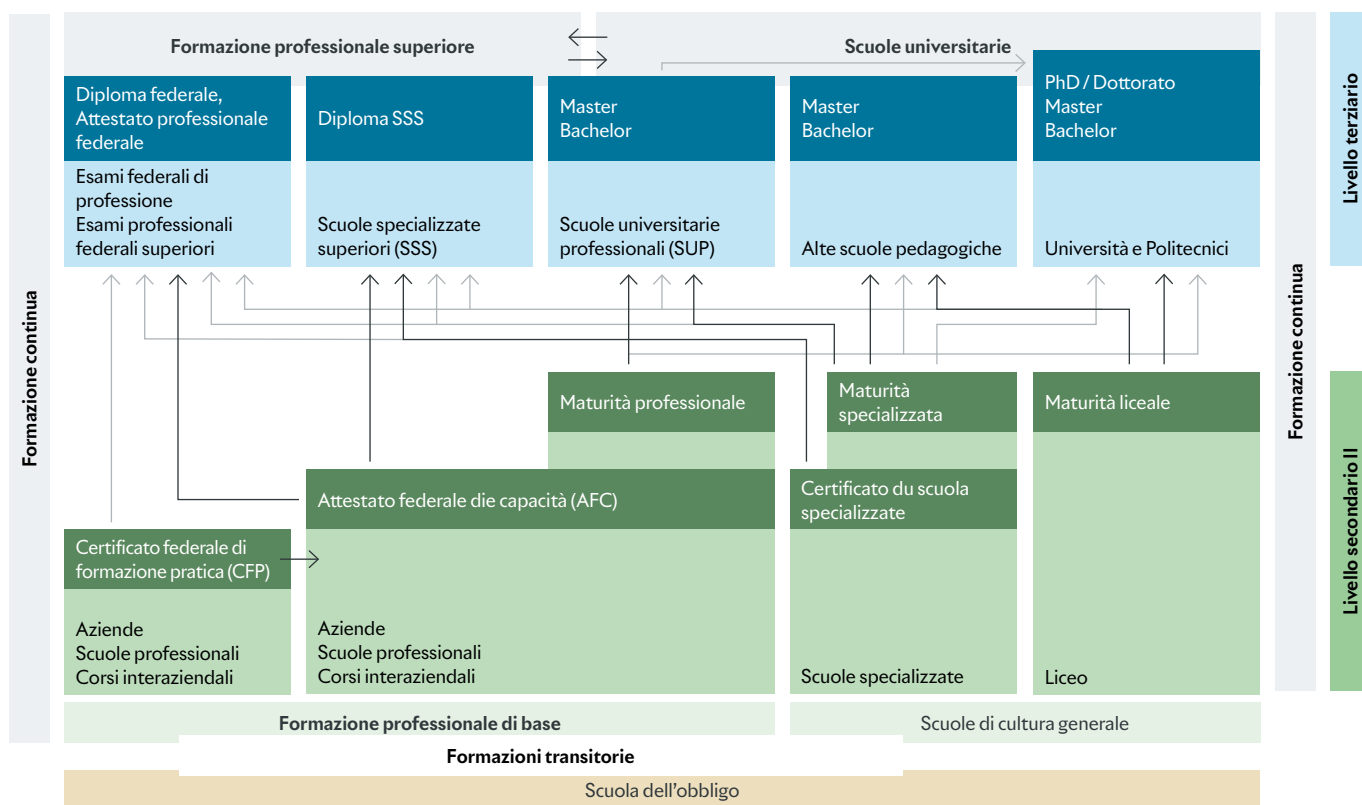 Formazione professionale superiore
Scuole universitarie
Diploma federale,
Attestato professionale
federale
Diploma SSS
Master
Bachelor
Master
Bachelor
PhD / Dottorato
Master
Bachelor
Esami federali di
professione
Esami professionali
federali superiori
Scuole specializzate
superiori (SSS)
Scuole universitarie
professionali (SUP)
Alte scuole pedagogiche
Università e Politecnici
Livello terziario
Formazione continua
Formazione continua
Maturità professionale
Maturità
specializzata
Maturità liceale
Attestato federale die capacità (AFC)
Certificato du scuola
specializzate
Certificato federale di
formazione pratica (CFP)
Livello secondario II
Aziende
Scuole professionali
Corsi interaziendali
Aziende
Scuole professionali
Corsi interaziendali
Scuole specializzate
Liceo
Formazione professionale di base
Scuole di cultura generale
Formazioni transitorie
Scuola dell'obbligo